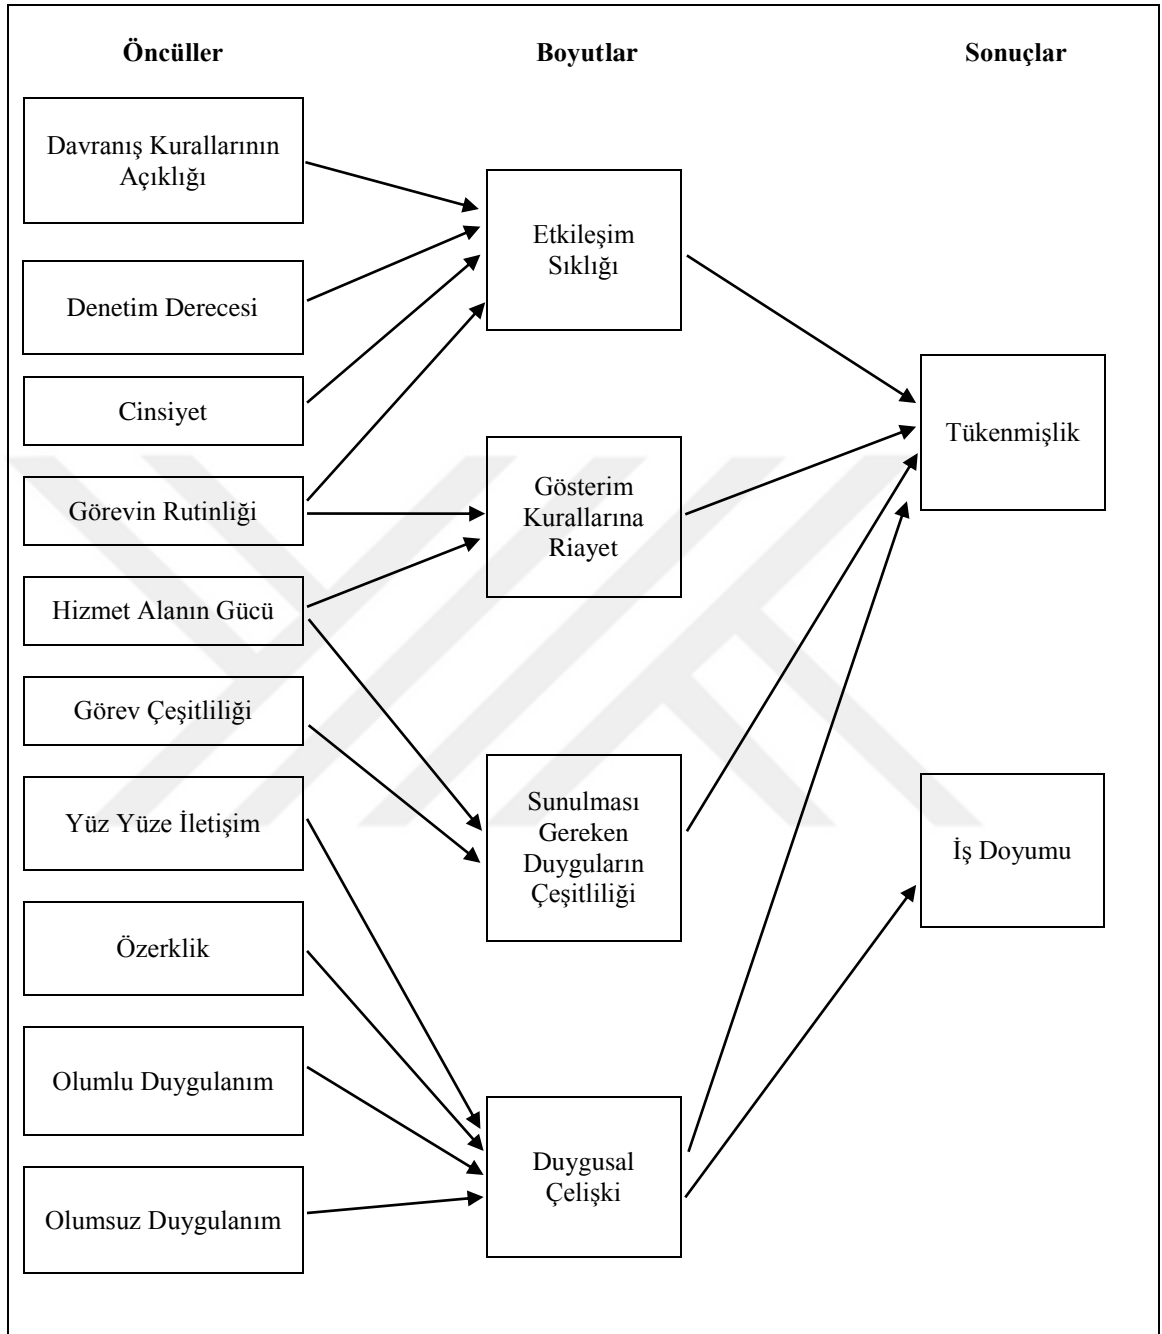 Öncüller
Boyutlar
Sonuçlar
Davranış Kurallarının
Açıklığı
Denetim Derecesi
Cinsiyet
Görevin Rutinliği
Hizmet Alanın Gücü
Görev Çeşitliliği
Yüz Yüze İletişim
Özerklik
Olumlu Duygulanım
Olumsuz Duygulanım
Etkileşim
Sıklığı
Gösterim
Kurallarına
Riayet
Sunulması
Gereken
Duyguların
Çeşitliliği
Duygusal
Çelişki
Tükenmişlik
İş Doyumu